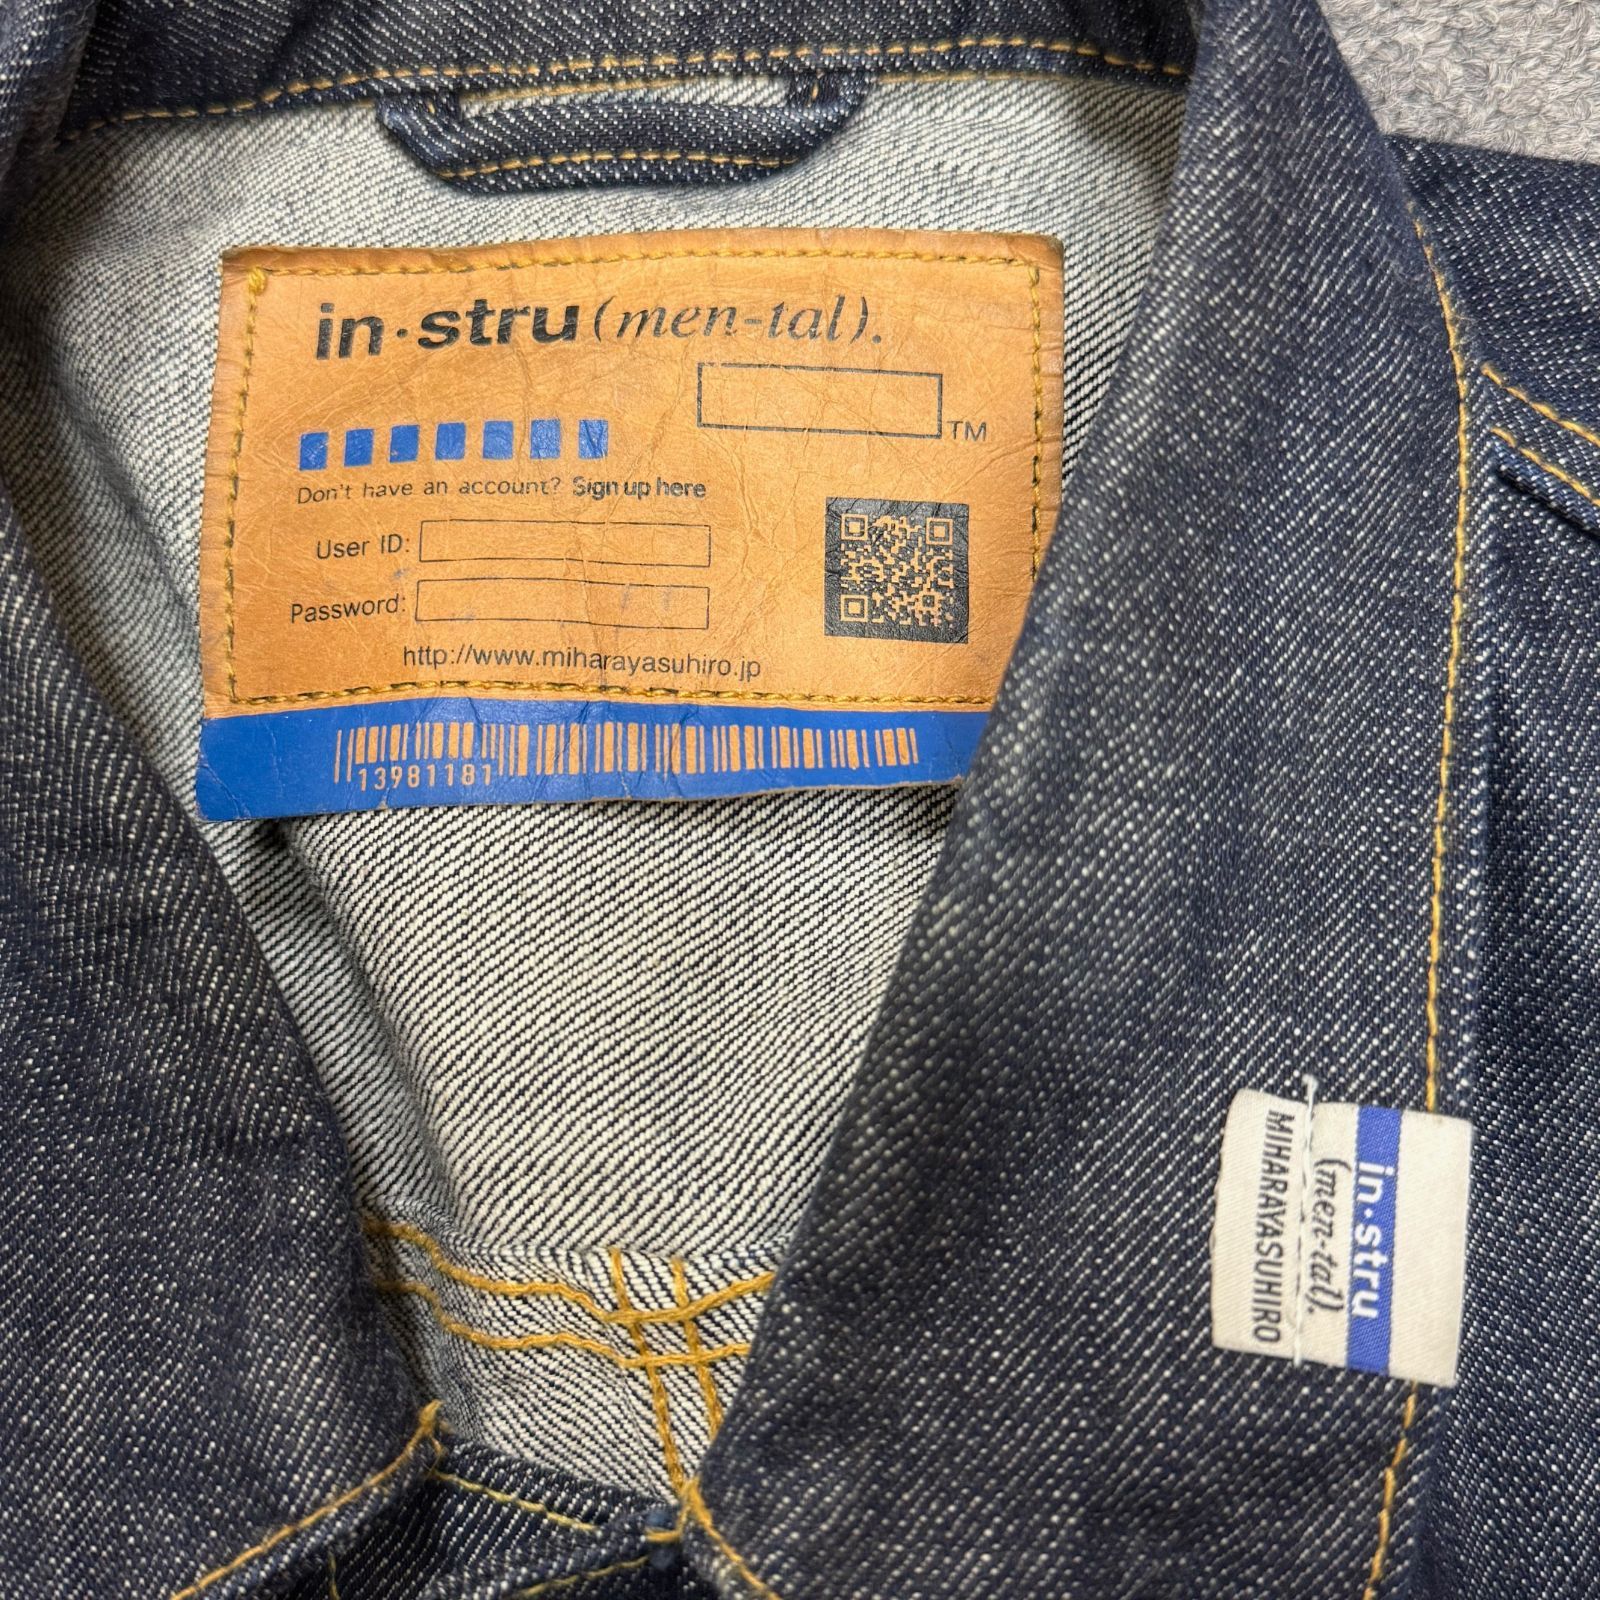 in·stru(men-tal).
TM
Don't have an account? Sign up here
User ID:
Password:
http://www.miharayasuhiro.jp
13981181
in·stru
(men-tal).
MIHARAYASUHIRO